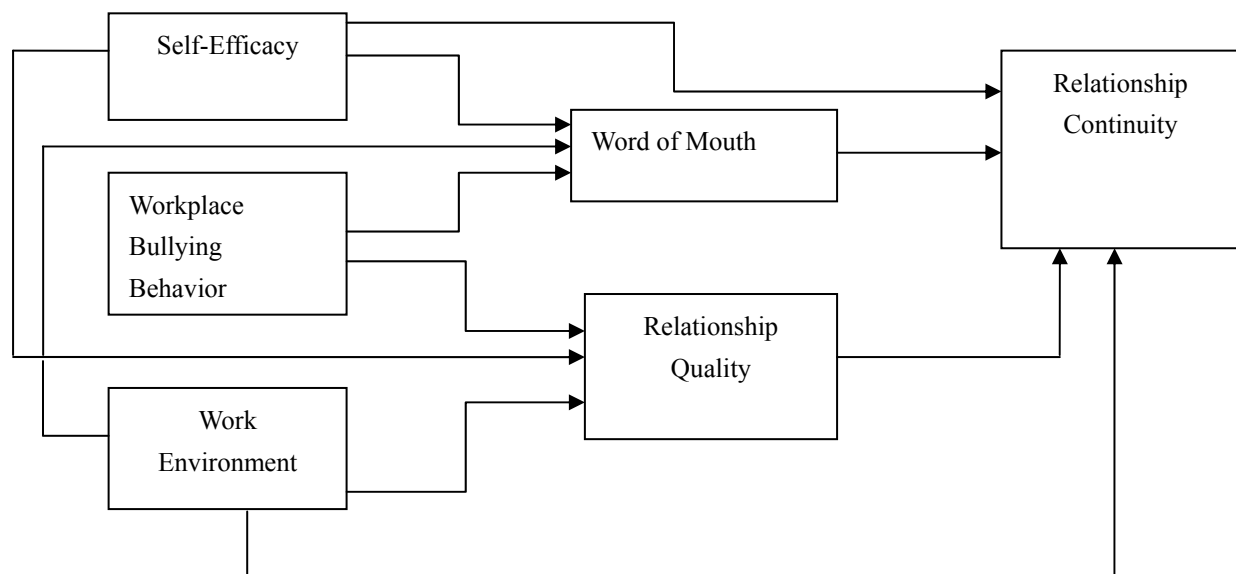 Self-Efficacy
Relationship
Continuity
Word of Mouth
Workplace
Bullying
Behavior
Relationship
Quality
Work
Environment